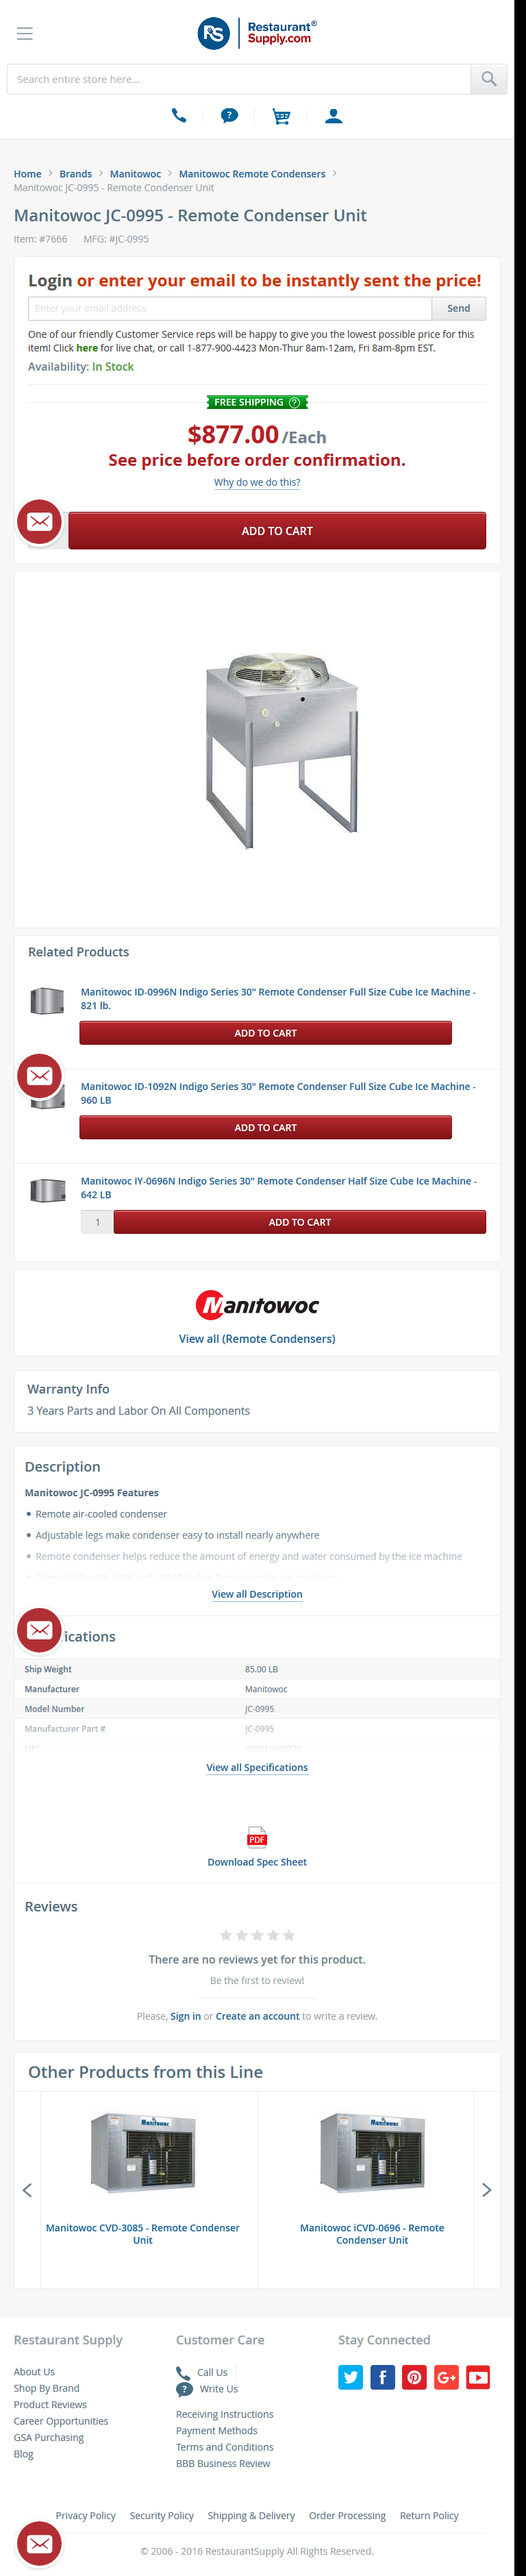 RS Restaurant®
Supply.com
Search entire store here...
Home > Brands > Manitowoc > Manitowoc Remote Condensers >
Manitowoc JC-0995 - Remote Condenser Unit
Manitowoc JC-0995 - Remote Condenser Unit
Item: #7666 MFG: #JC-0995
Login or enter your email to be instantly sent the price!
Enter your email address Send
One of our friendly Customer Service reps will be happy to give you the lowest possible price for this
item! Click here for live chat, or call 1-877-900-4423 Mon-Thur 8am-12am, Fri 8am-8pm EST.
Availability: In Stock
FREE SHIPPING ?
$877.00 /Each
See price before order confirmation.
Why do we do this?
ADD TO CART
Related Products
Manitowoc ID-0996N Indigo Series 30" Remote Condenser Full Size Cube Ice Machine -
821 lb.
ADD TO CART
Manitowoc ID-1092N Indigo Series 30" Remote Condenser Full Size Cube Ice Machine -
960 LB
ADD TO CART
Manitowoc IY-0696N Indigo Series 30" Remote Condenser Half Size Cube Ice Machine -
642 LB
1 ADD TO CART
Manitowoc
View all (Remote Condensers)
Warranty Info
3 Years Parts and Labor On All Components
Description
Manitowoc JC-0995 Features
• Remote air-cooled condenser
• Adjustable legs make condenser easy to install nearly anywhere
• Remote condenser helps reduce the amount of energy and water consumed by the ice machine
View all Description
ications
Ship Weight 85.00 LB
Manufacturer Manitowoc
Model Number JC-0995
Manufacturer Part # JC-0995
UPC
View all Specifications
PDF
Download Spec Sheet
Reviews
There are no reviews yet for this product.
Be the first to review!
Please, Sign in or Create an account to write a review.
Other Products from this Line
Manitowoc
Manitowoc
Manitowoc CVD-3085 - Remote Condenser
Unit
Manitowoc iCVD-0696 - Remote
Condenser Unit
Restaurant Supply
About Us
Shop By Brand
Product Reviews
Career Opportunities
GSA Purchasing
Blog
Customer Care
Call Us
Write Us
Receiving Instructions
Payment Methods
Terms and Conditions
BBB Business Review
Stay Connected
Privacy Policy Security Policy Shipping & Delivery Order Processing Return Policy
© 2006 - 2016 RestaurantSupply All Rights Reserved.